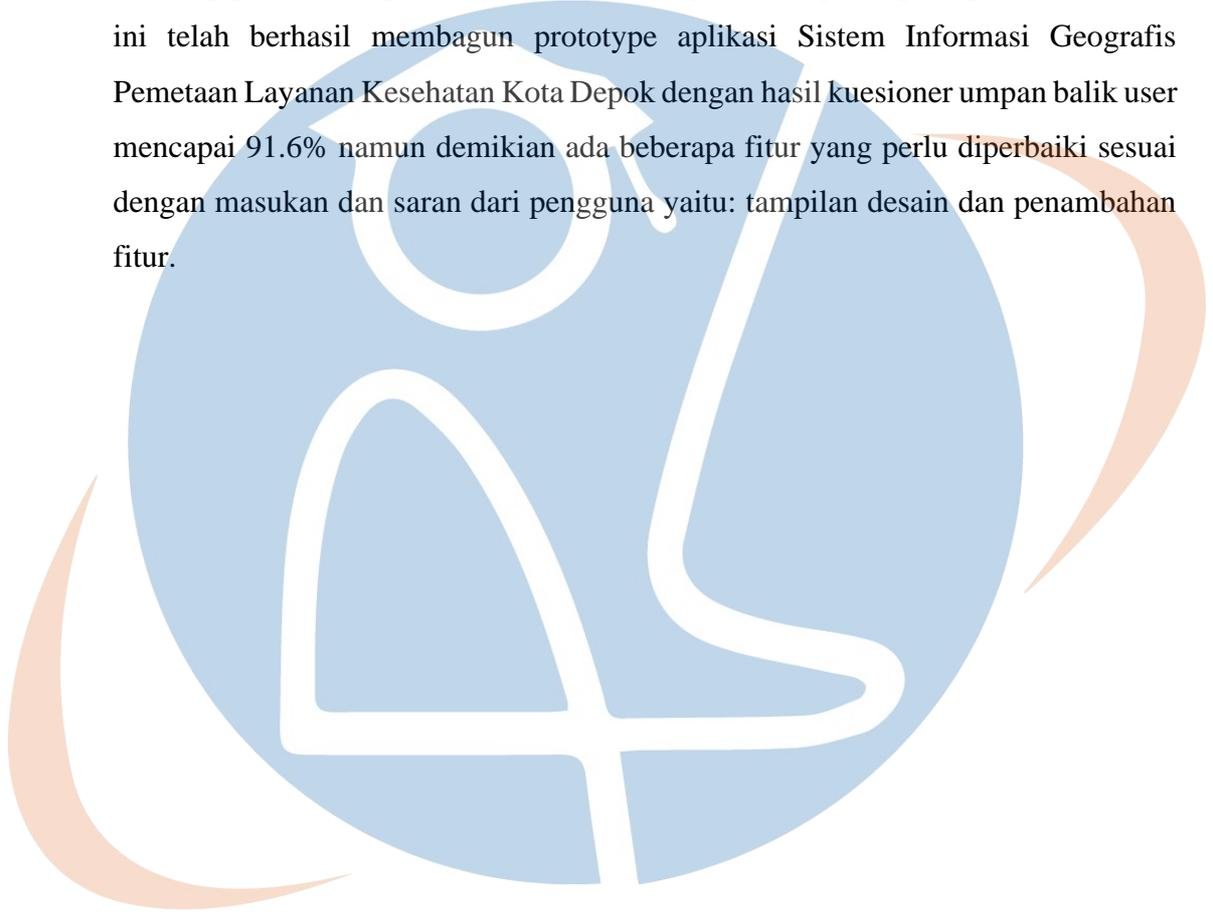 ini telah berhasil membagun prototype aplikasi Sistem Informasi Geografis
Pemetaan Layanan Kesehatan Kota Depok dengan hasil kuesioner umpan balik user
mencapai 91.6% namun demikian ada beberapa fitur yang perlu diperbaiki sesuai
dengan masukan dan saran dari pengguna yaitu: tampilan desain dan penambahan
fitur.